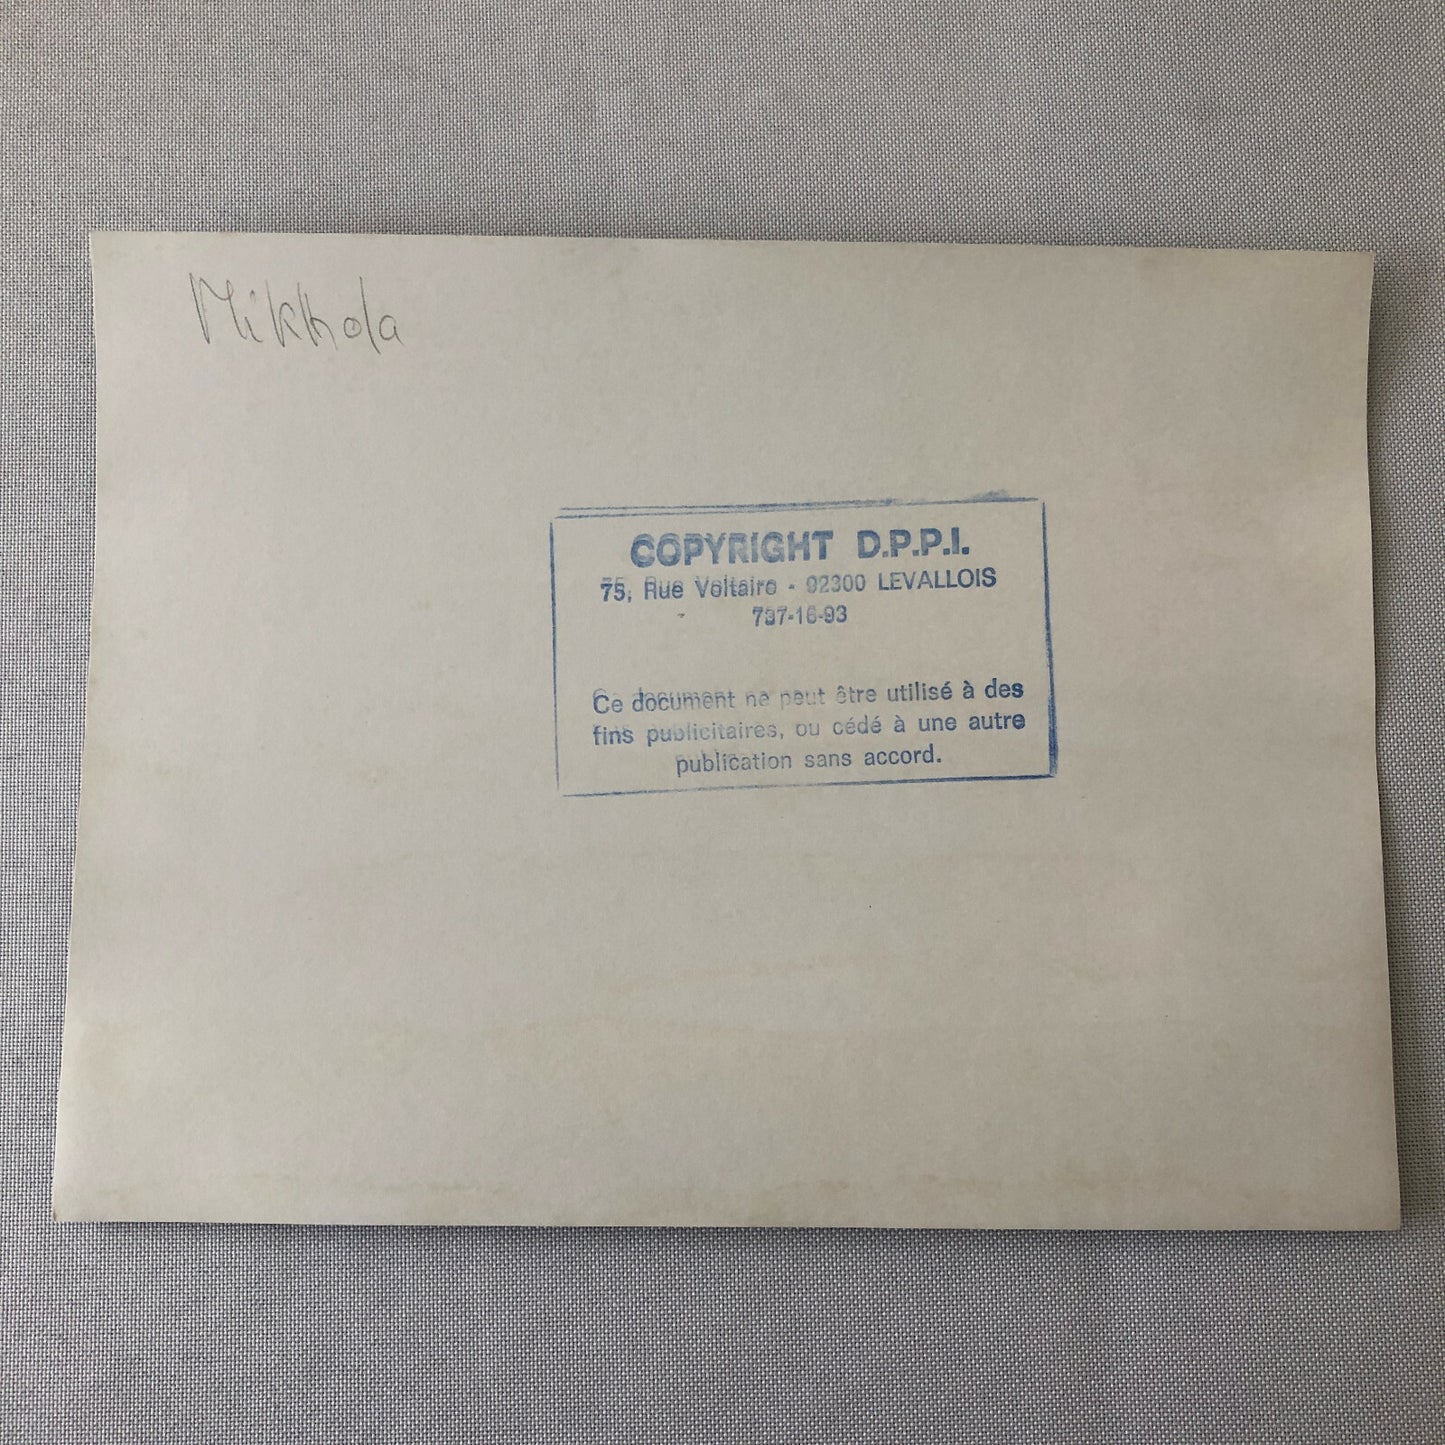 Mikkola
COPYRIGHT D.P.P.I.
75, Rue Voltaire - 92300 LEVALLOIS
737-16-93
Ce document ne peut être utilisé à des
fins publicitaires, ou cédé à une autre
publication sans accord.